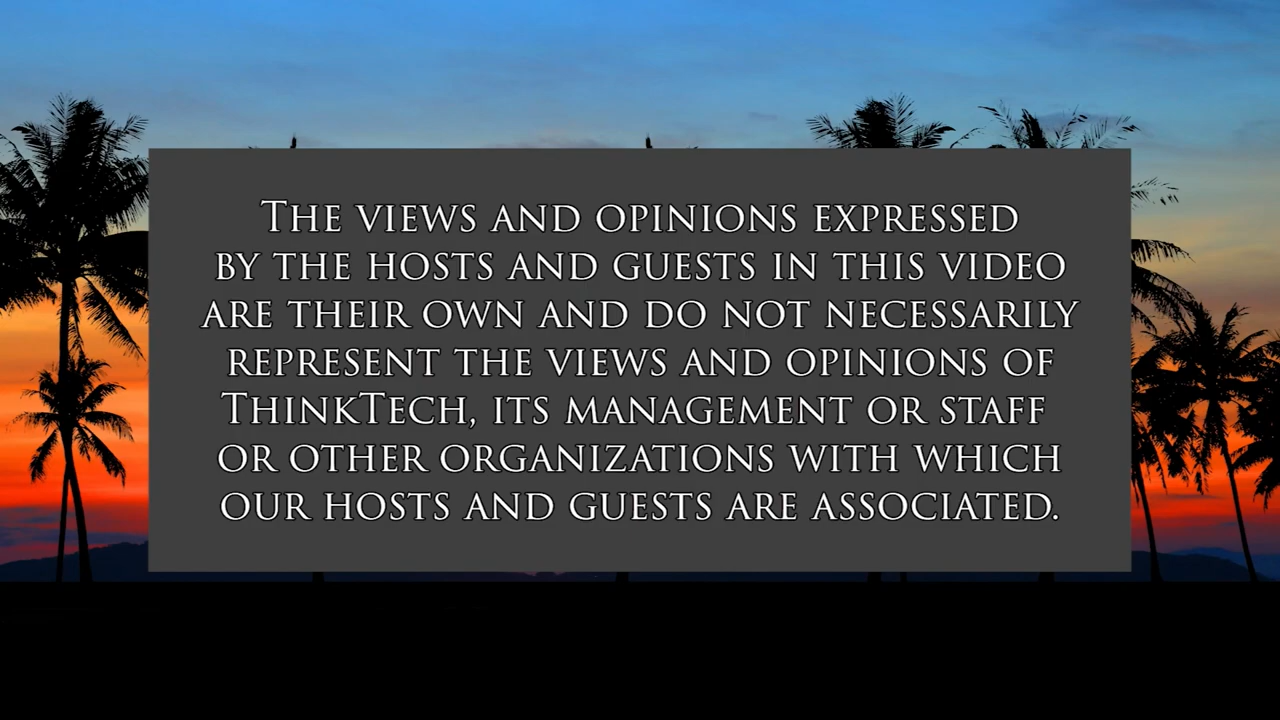 The views and opinions expressed
by the hosts and guests in this video
are their own and do not necessarily
represent the views and opinions of
ThinkTech, its management or staff
or other organizations with which
our hosts and guests are associated.